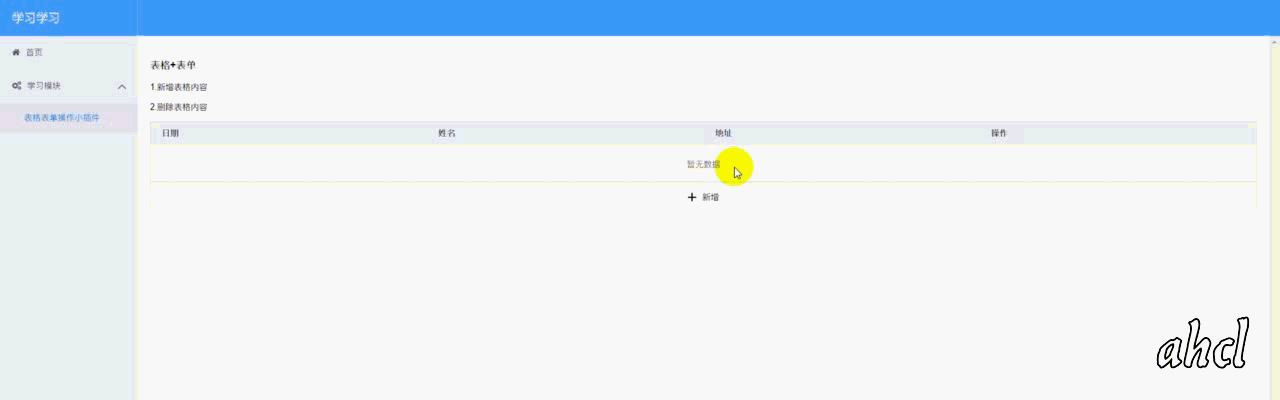 学习学习
首页
学习模块
表格表单操作小插件
表格+表单
1.新增表格内容
2.删除表格内容
日期 姓名 地址 操作
暂无数据
+ 新增
ahcl